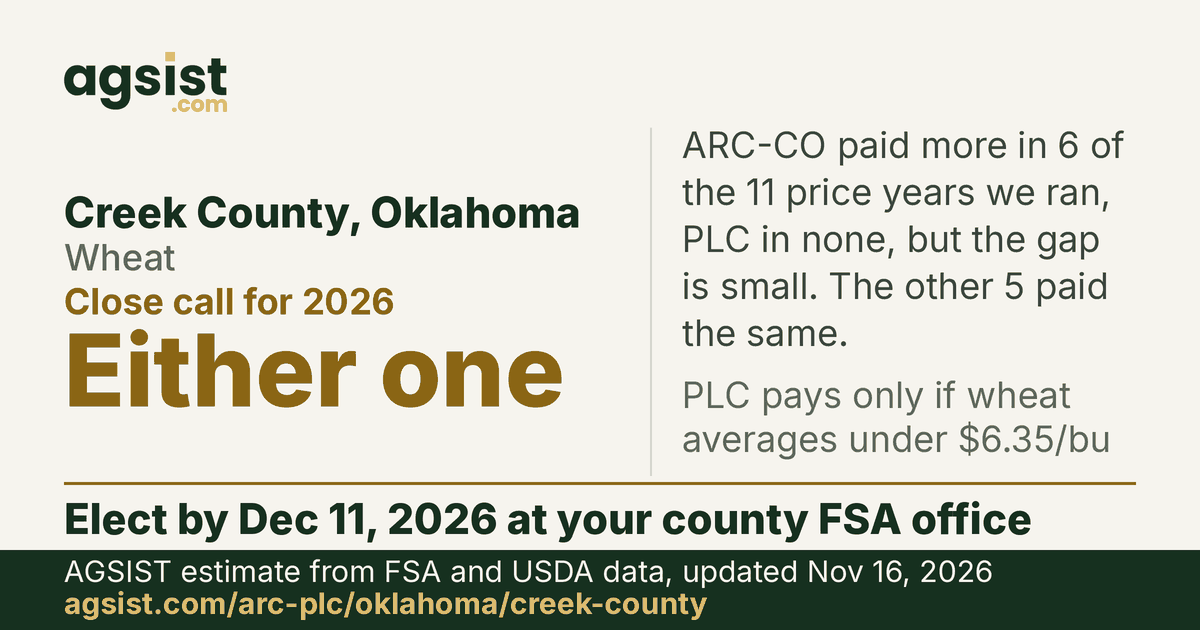 agsist
.com
Creek County, Oklahoma
Wheat
Close call for 2026
Either one
ARC-CO paid more in 6 of
the 11 price years we ran,
PLC in none, but the gap
is small. The other 5 paid
the same.
PLC pays only if wheat
averages under $6.35/bu
Elect by Dec 11, 2026 at your county FSA office
AGSIST estimate from FSA and USDA data, updated Nov 16, 2026
agsist.com/arc-plc/oklahoma/creek-county